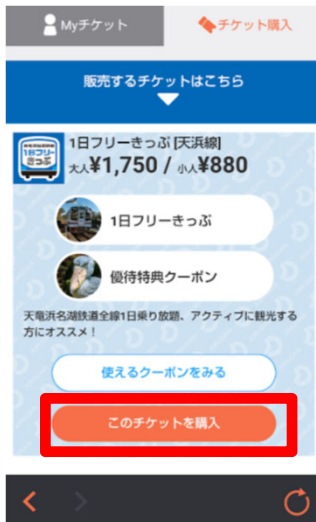 Myチケット
チケット購入
販売するチケットはこちら
1日フリーきっぷ [天浜線]
大人¥1,750 / 小人¥880
1日フリーきっぷ
優待特典クーポン
天竜浜名湖鉄道全線1日乗り放題、アクティブに観光する
方にオススメ！
使えるクーポンをみる
このチケットを購入